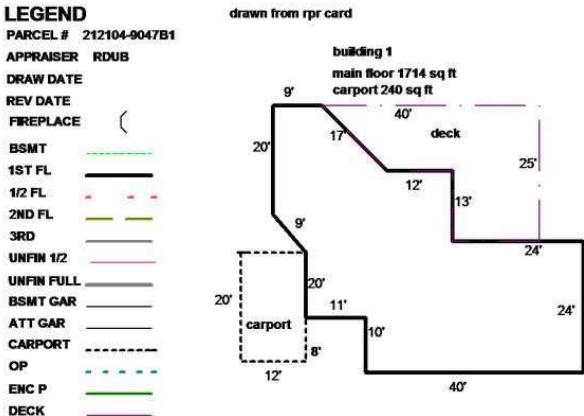 LEGEND
PARCEL # 212104-9047B1
APPRAISER RDUB
DRAW DATE
REV DATE
FIREPLACE
BSMT
1ST FL
1/2 FL
2ND FL
3RD
UNFIN 1/2
UNFIN FULL
BSMT GAR
ATT GAR
CARPORT
OP
ENC P
DECK
drawn from rpr card
building 1
main floor 1714 sq ft
carport 240 sq ft
9'
40'
deck
17'
20'
25'
12'
13'
9'
24'
20'
20'
11'
24'
carport
10'
8'
12'
40'